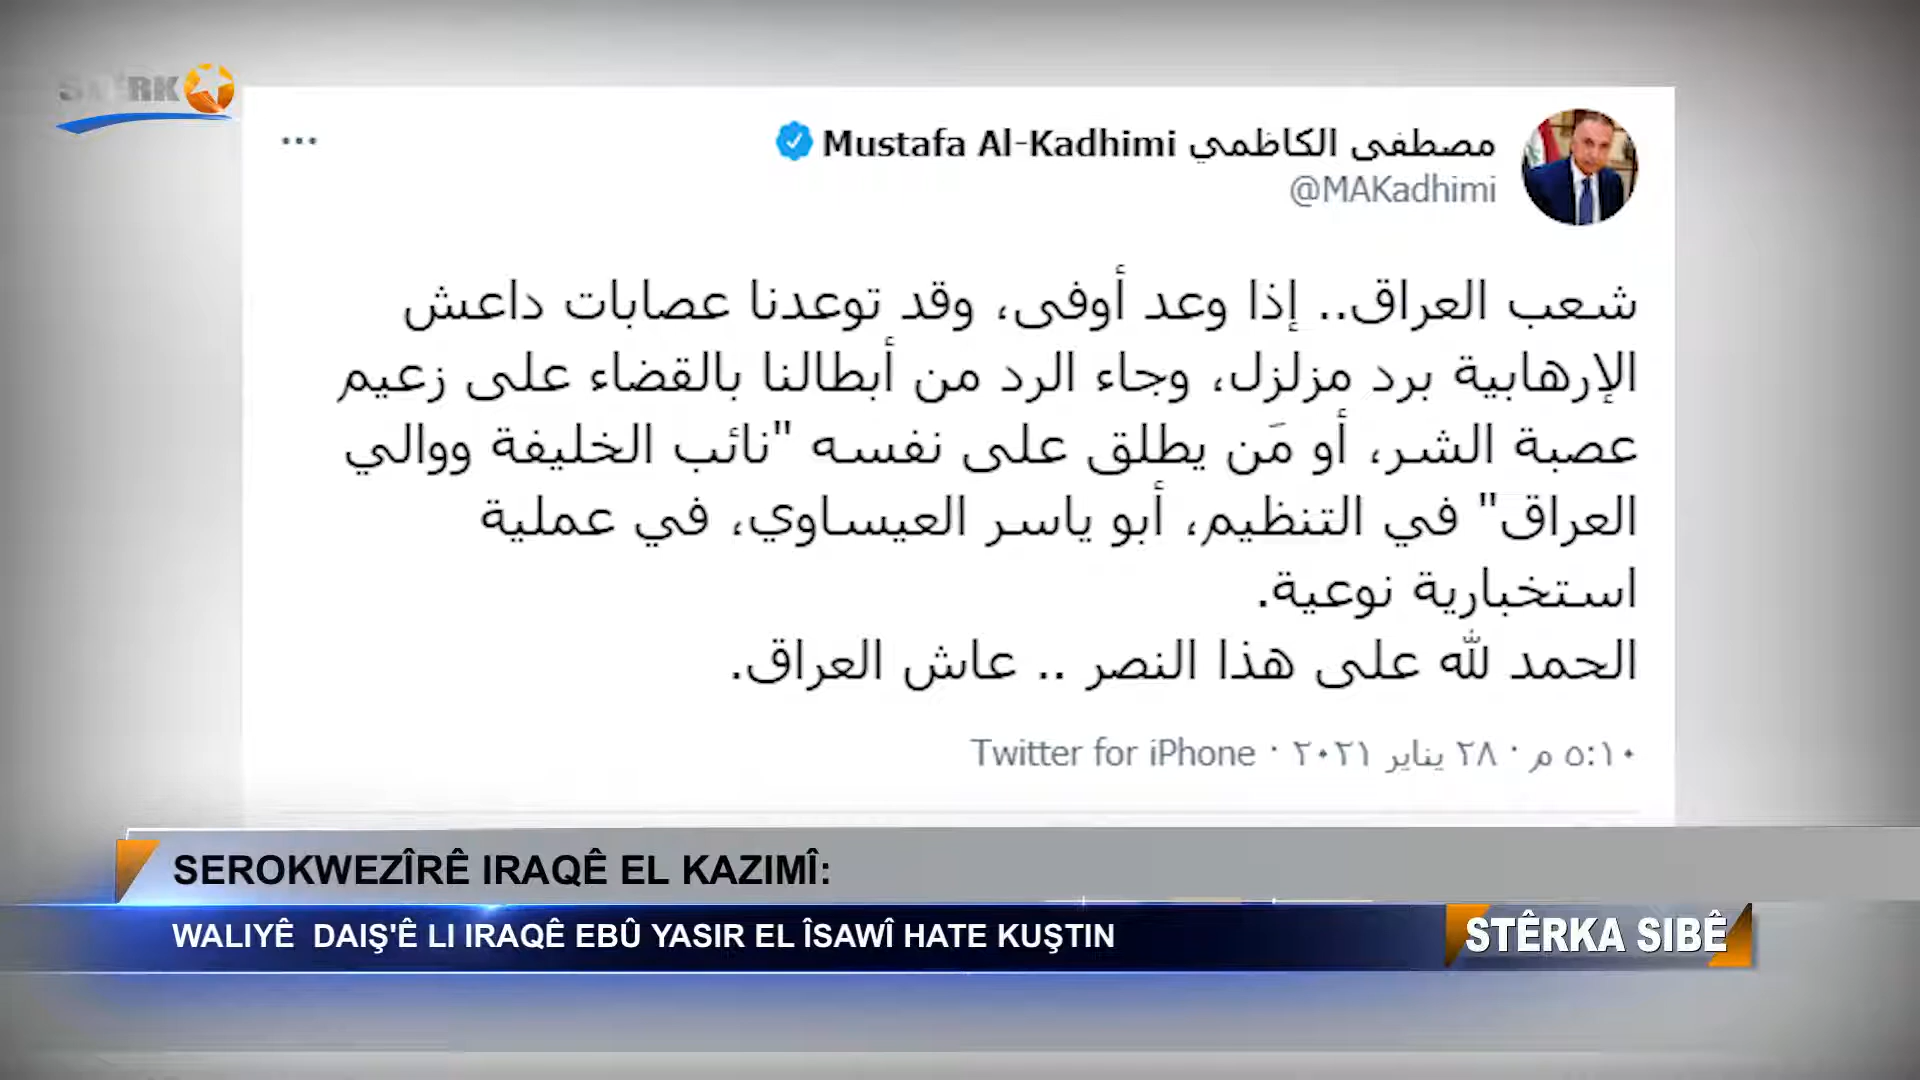 STÊRK
Mustafa Al-Kadhimi مصطفى الكاظمي
@MAKadhimi
شعب العراق.. إذا وعد أوفى، وقد توعدنا عصابات داعش
الإرهابية برد مزلزل، وجاء الرد من أبطالنا بالقضاء على زعيم
عصبة الشر، أو مَن يطلق على نفسه "نائب الخليفة ووالي
العراق" في التنظيم، أبو ياسر العيساوي، في عملية
استخبارية نوعية.
الحمد لله على هذا النصر .. عاش العراق.
٥:١٠ م · ٢٨ يناير ٢٠٢١ · Twitter for iPhone
SEROKWEZÎRÊ IRAQÊ EL KAZIMÎ:
WALIYÊ DAIŞ'Ê LI IRAQÊ EBÛ YASIR EL ÎSAWÎ HATE KUŞTIN
STÊRKA SIBÊ